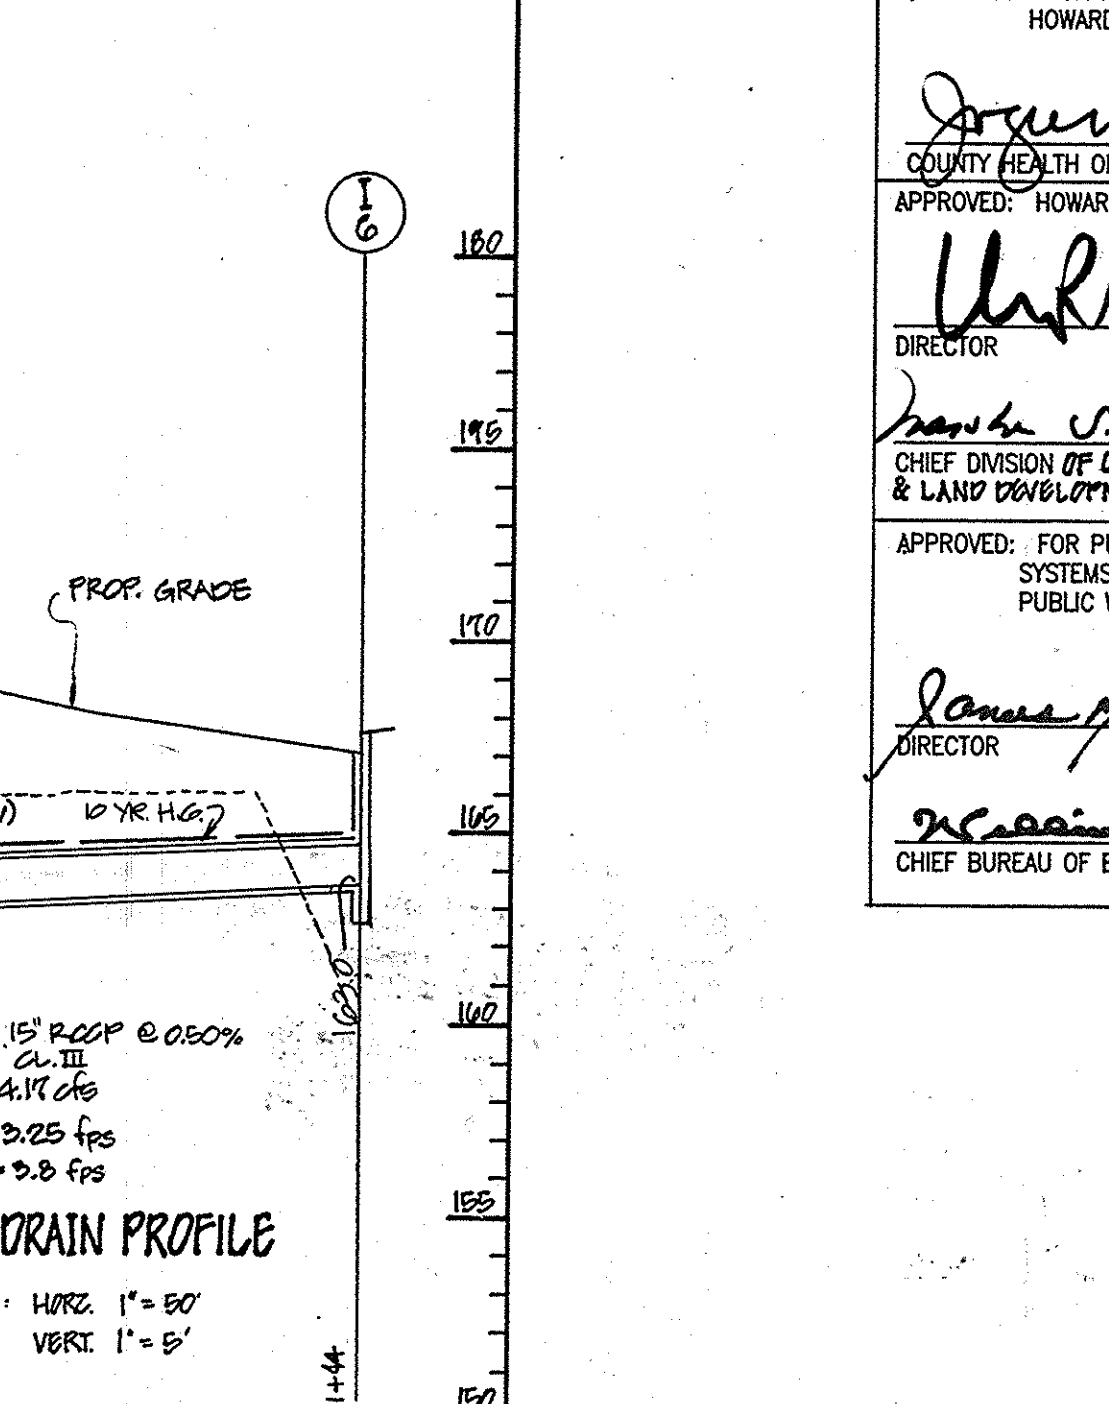 I
6
180
195
170
165
160
155
150
PROP. GRADE
10 YR. H.G.
163.0
15" RCCP @ 0.50%
CL. III
4.17 cfs
3.25 fps
3.8 fps
DRAIN PROFILE
: HORZ. 1" = 50'
VERT. 1" = 5'
1+44
HOWARD
COUNTY HEALTH
APPROVED: HOWAR
DIRECTOR
CHIEF DIVISION OF
& LAND DEVELOPM
APPROVED: FOR PU
SYSTEMS
PUBLIC
DIRECTOR
CHIEF BUREAU OF